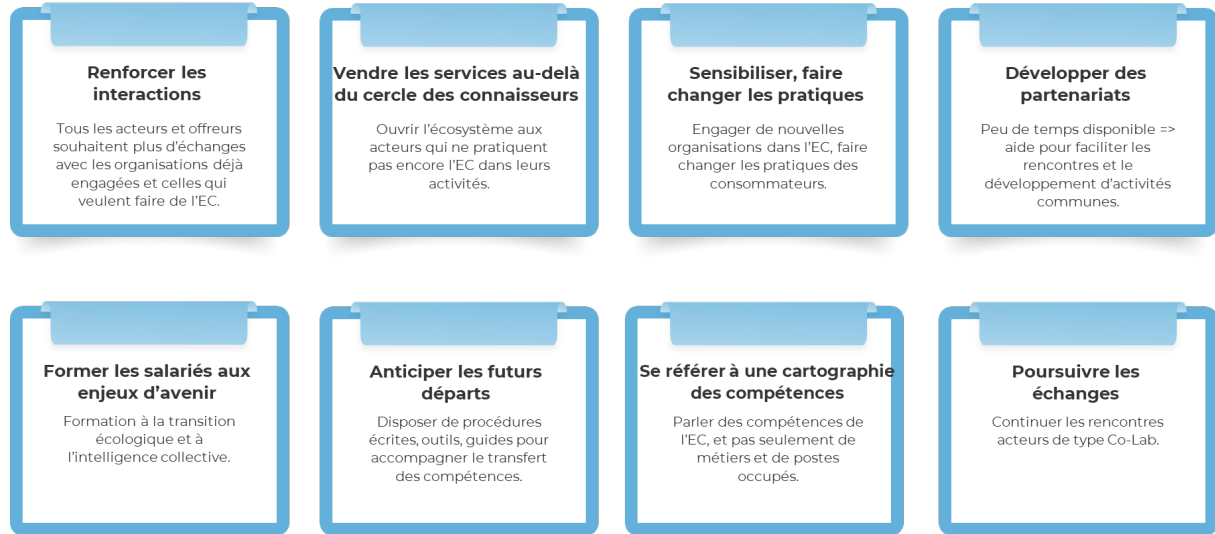 Renforcer les
interactions
Tous les acteurs et offreurs
souhaitent plus d’échanges
avec les organisations déjà
engagées et celles qui
veulent faire de l’EC.
Vendre les services au-delà
du cercle des connaisseurs
Ouvrir l’écosystème aux
acteurs qui ne pratiquent
pas encore l’EC dans leurs
activités.
Sensibiliser, faire
changer les pratiques
Engager de nouvelles
organisations dans l’EC, faire
changer les pratiques des
consommateurs.
Développer des
partenariats
Peu de temps disponible =>
aide pour faciliter les
rencontres et le
développement d’activités
communes.
Former les salariés aux
enjeux d’avenir
Formation à la transition
écologique et à
l’intelligence collective.
Anticiper les futurs
départs
Disposer de procédures
écrites, outils, guides pour
accompagner le transfert
des compétences.
Se référer à une cartographie
des compétences
Parler des compétences de
l’EC, et pas seulement de
métiers et de postes
occupés.
Poursuivre les
échanges
Continuer les rencontres
acteurs de type Co-Lab.